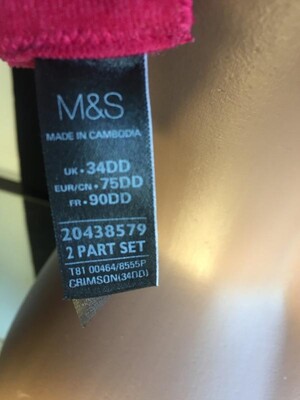 M&S
MADE IN CAMBODIA
UK • 34DD
EUR/CN • 75DD
FR • 90DD
20438579
2 PART SET
T81 00464/8555P
CRIMSON(34DD)